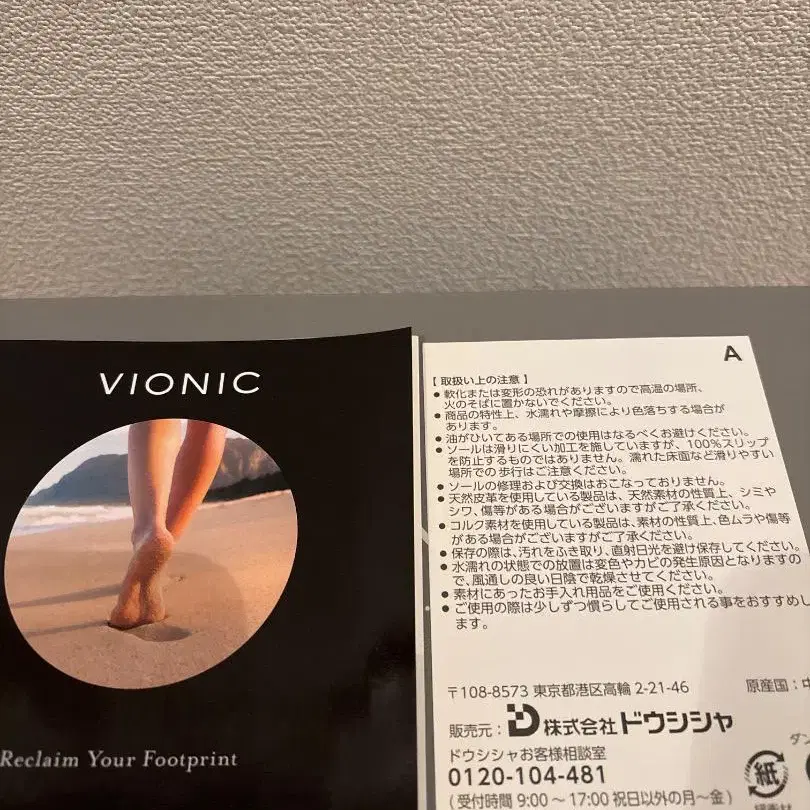 VIONIC
Reclaim Your Footprint
A
【 取扱い上の注意 】
● 軟化または変形の恐れがありますので高温の場所、
火のそばに置かないでください。
● 商品の特性上、水濡れや摩擦により色落ちする場合が
あります。
● 油がひいてある場所での使用はなるべくお避けください。
● ソールは滑りにくい加工を施していますが、100%スリップ
を防止するものではありません。濡れた床面など滑りやすい
場所での歩行はご注意ください。
● ソールの修理および交換はおこなっておりません。
● 天然皮革を使用している製品は、天然素材の性質上、シミや
シワ、傷等がある場合がございますがご了承ください。
● コルク素材を使用している製品は、素材の性質上、色ムラや傷等
がある場合がございますがご了承ください。
● 保存の際は、汚れをふき取り、直射日光を避け保存してください。
● 水濡れの状態での放置は変色やカビの発生原因となりますの
で、風通しの良い日陰で乾燥させてください。
● 素材にあったお手入れ用品をご使用ください。
● ご使用の際は少しずつ慣らしてご使用される事をおすすめし
ます。
〒108-8573 東京都港区高輪 2-21-46
原産国：中
販売元：
株式会社ドウシシャ
ドウシシャお客様相談室
0120-104-481
(受付時間 9:00～17:00 祝日以外の月～金)
ダン
紙